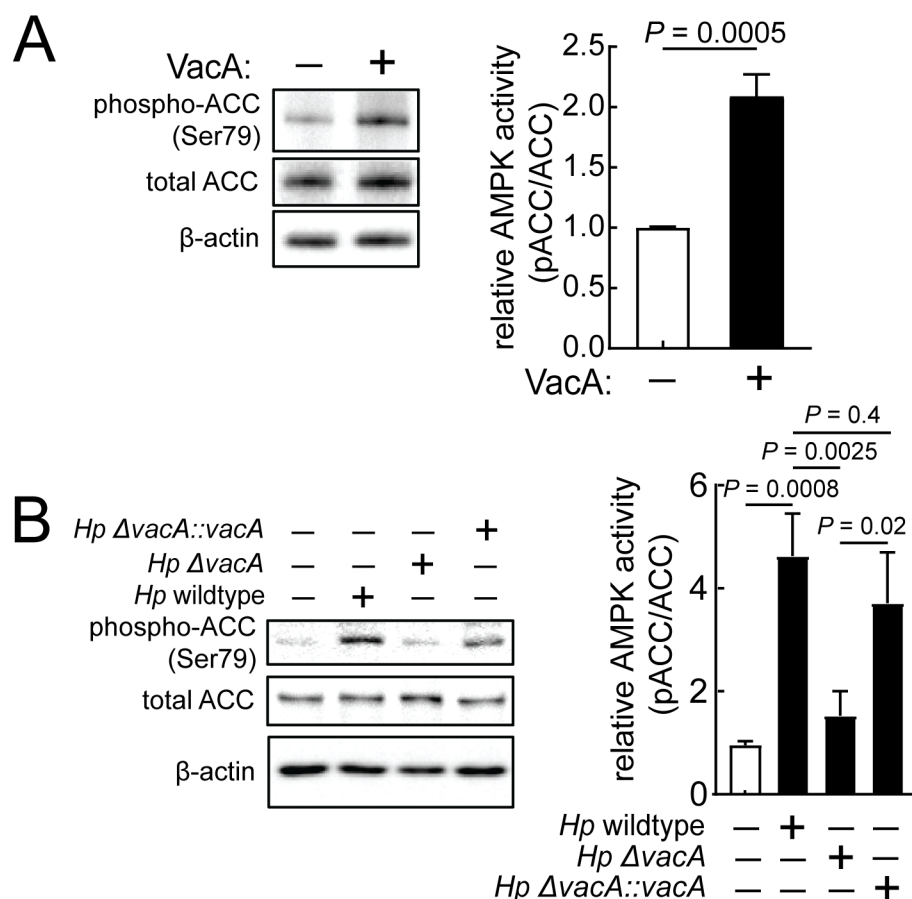 A
VacA: – +
phospho-ACC
(Ser79)
total ACC
β-actin
P = 0.0005
relative AMPK activity
(pACC/ACC)
2.5
2.0
1.5
1.0
0.5
0.0
VacA: – +
B
Hp ΔvacA::vacA – – – +
Hp ΔvacA – – + –
Hp wildtype – + – –
phospho-ACC
(Ser79)
total ACC
β-actin
P = 0.4
P = 0.0025
P = 0.0008
P = 0.02
relative AMPK activity
(pACC/ACC)
6
4
2
0
Hp wildtype – + – –
Hp ΔvacA – – + –
Hp ΔvacA::vacA – – – +